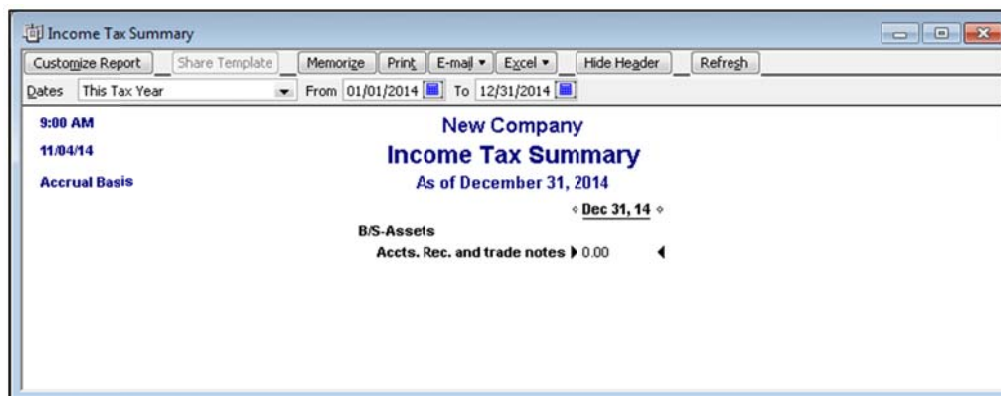 Income Tax Summary
Customize Report Share Template Memorize Print E-mail Excel Hide Header Refresh
Dates This Tax Year From 01/01/2014 To 12/31/2014
9:00 AM New Company
11/04/14 Income Tax Summary
Accrual Basis As of December 31, 2014
Dec 31, 14
B/S-Assets
Accts. Rec. and trade notes 0.00